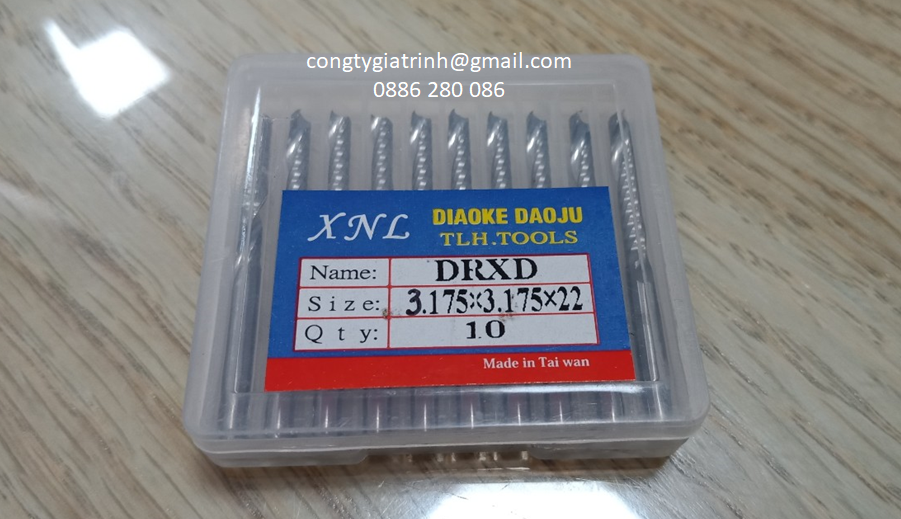 congtygiatrinh@gmail.com
0886 280 086
XNL DIAOKE DAOJU
TLH.TOOLS
Name: DRXD
Size: 3.175×3.175×22
Qty: 10
Made in Tai wan